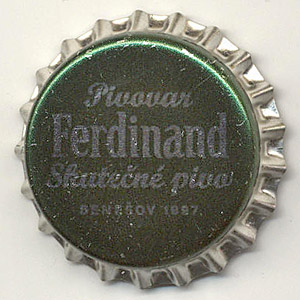 Pivovar
Ferdinand
Skutečné pivo
BENEŠOV 1897.